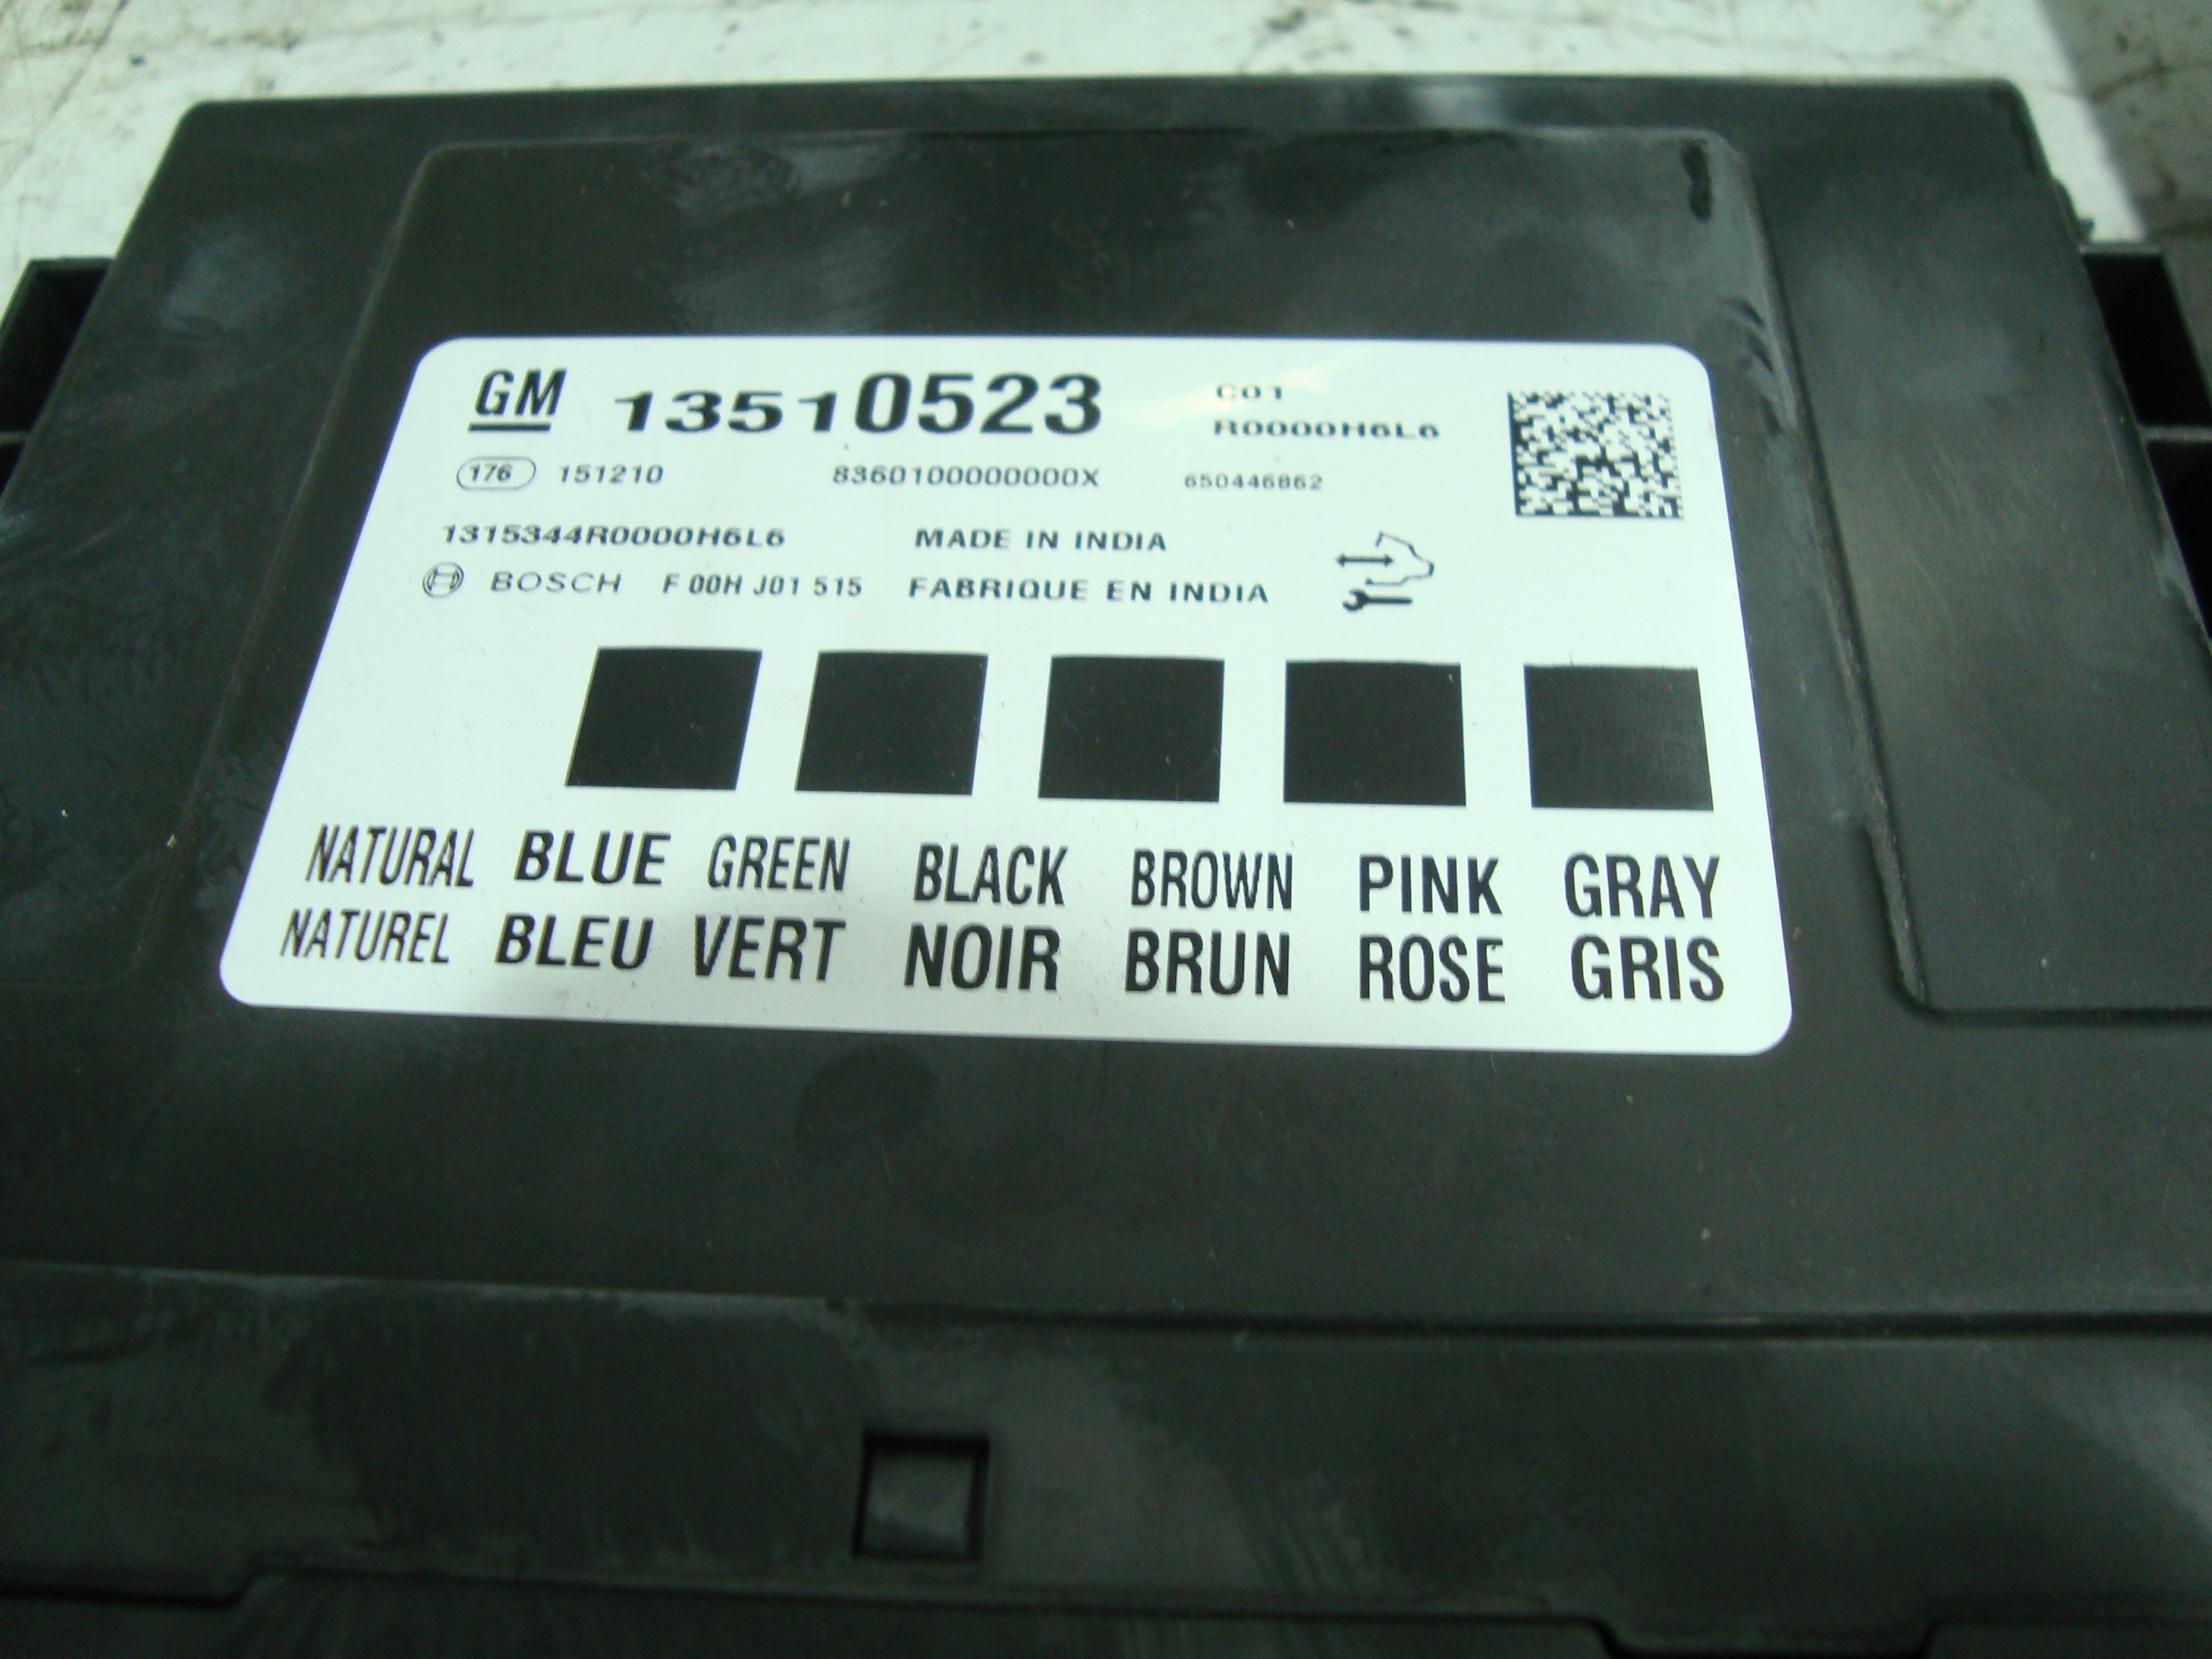 GM 13510523 C01
R0000H6L6
176 151210 8360100000000X 650446862
1315344R0000H6L6 MADE IN INDIA
BOSCH F 00H J01 515 FABRIQUE EN INDIA
NATURAL BLUE GREEN BLACK BROWN PINK GRAY
NATUREL BLEU VERT NOIR BRUN ROSE GRIS